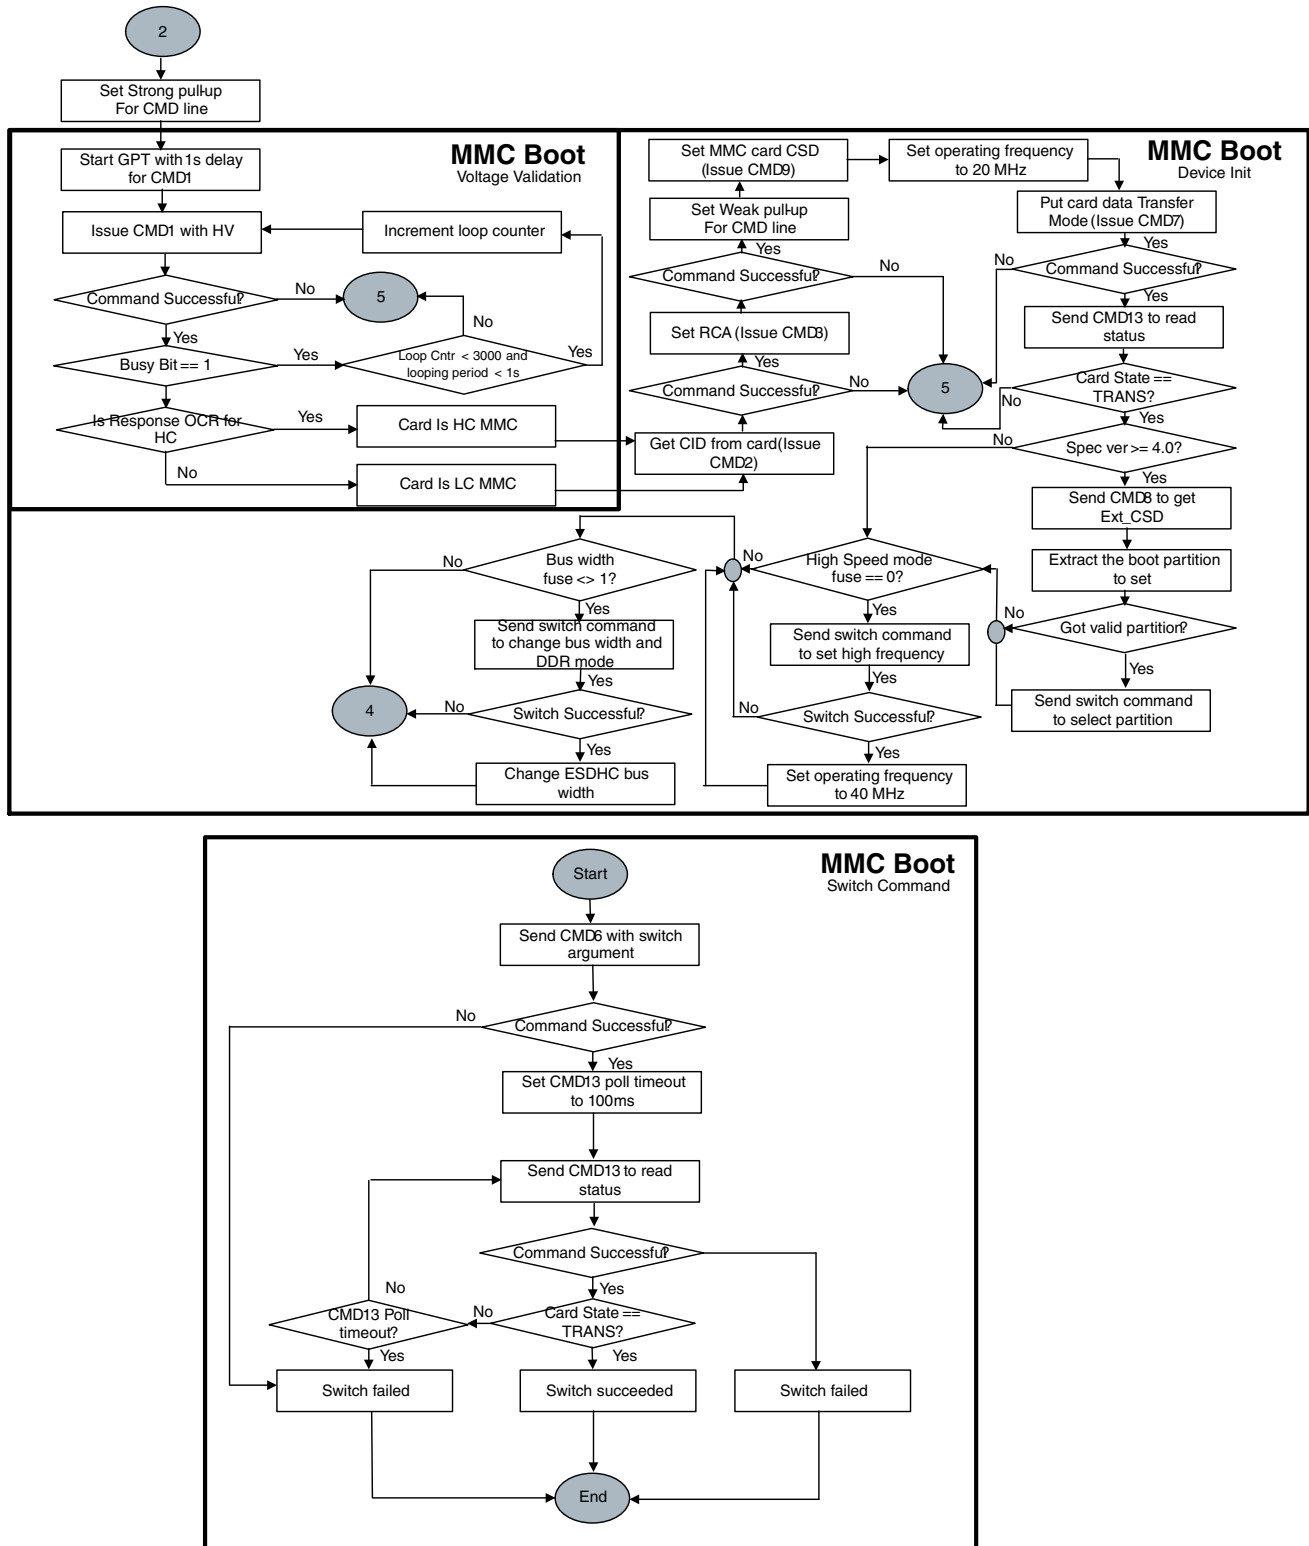 2
Set Strong pull-up
For CMD line
MMC Boot
Voltage Validation
Start GPT with 1s delay
for CMD1
Issue CMD1 with HV
Increment loop counter
Command Successful?
No
5
Yes
No
Busy Bit == 1
Yes
Loop Cntr < 3000 and
looping period < 1s
Yes
Is Response OCR for
HC
Yes
Card Is HC MMC
No
Card Is LC MMC
MMC Boot
Device Init
Set MMC card CSD
(Issue CMD9)
Set operating frequency
to 20 MHz
Set Weak pull-up
For CMD line
Put card data Transfer
Mode (Issue CMD7)
Yes
Yes
Command Successful?
No
No
Command Successful?
Yes
Set RCA (Issue CMD3)
Send CMD13 to read
status
Yes
Command Successful?
No
5
No
Card State ==
TRANS?
Yes
Get CID from card(Issue
CMD2)
No
Spec ver >= 4.0?
Yes
Send CMD8 to get
Ext_CSD
No
Bus width
fuse <> 1?
No
High Speed mode
fuse == 0?
Extract the boot partition
to set
Yes
Yes
No
Got valid partition?
Send switch command
to change bus width and
DDR mode
Send switch command
to set high frequency
Yes
Yes
Yes
Send switch command
to select partition
4
No
Switch Successful?
No
Switch Successful?
Yes
Yes
Change ESDHC bus
width
Set operating frequency
to 40 MHz
MMC Boot
Switch Command
Start
Send CMD6 with switch
argument
No
Command Successful?
Yes
Set CMD13 poll timeout
to 100ms
Send CMD13 to read
status
Command Successful?
No
Yes
CMD13 Poll
timeout?
No
Card State ==
TRANS?
Yes
Yes
Switch failed
Switch succeeded
Switch failed
End